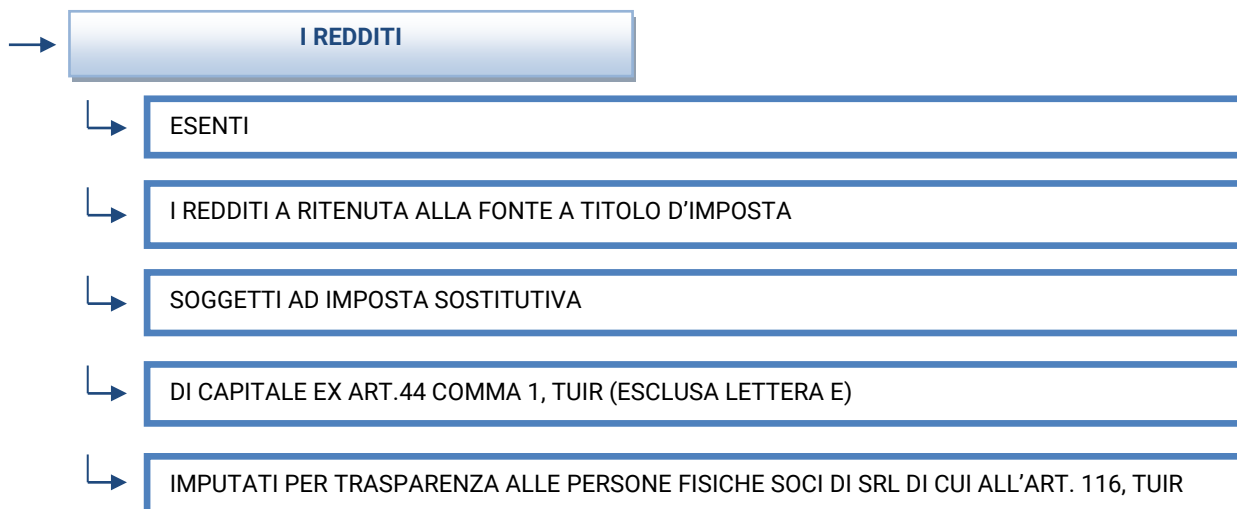 I REDDITI
ESENTI
I REDDITI A RITENUTA ALLA FONTE A TITOLO D’IMPOSTA
SOGGETTI AD IMPOSTA SOSTITUTIVA
DI CAPITALE EX ART.44 COMMA 1, TUIR (ESCLUSA LETTERA E)
IMPUTATI PER TRASPARENZA ALLE PERSONE FISICHE SOCI DI SRL DI CUI ALL’ART. 116, TUIR